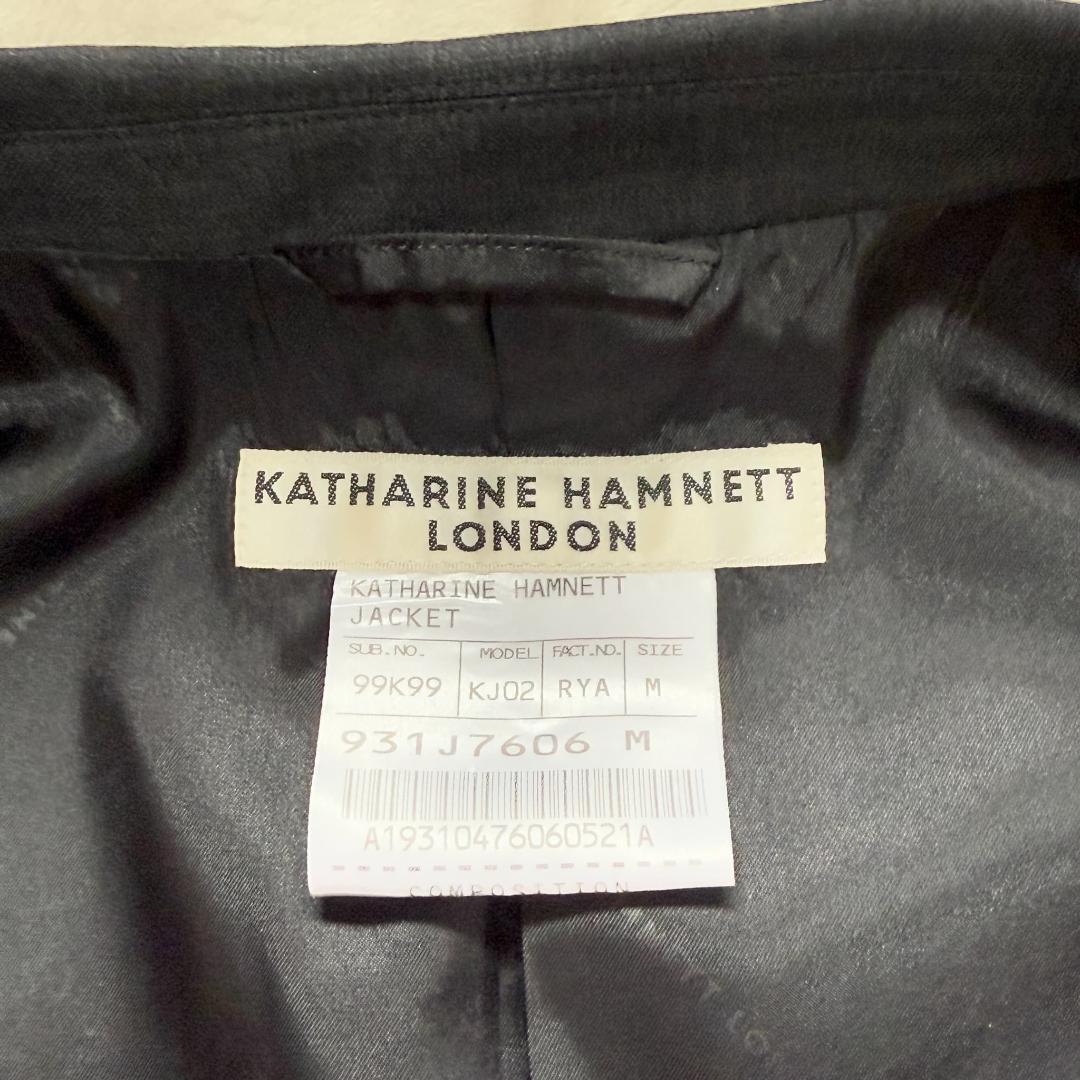 KATHARINE HAMNETT
LONDON
KATHARINE HAMNETT
JACKET
SUB.NO. MODEL FACT.NO. SIZE
99K99 KJ02 RYA M
931J7606 M
A19310476060521A
COMPOSITION